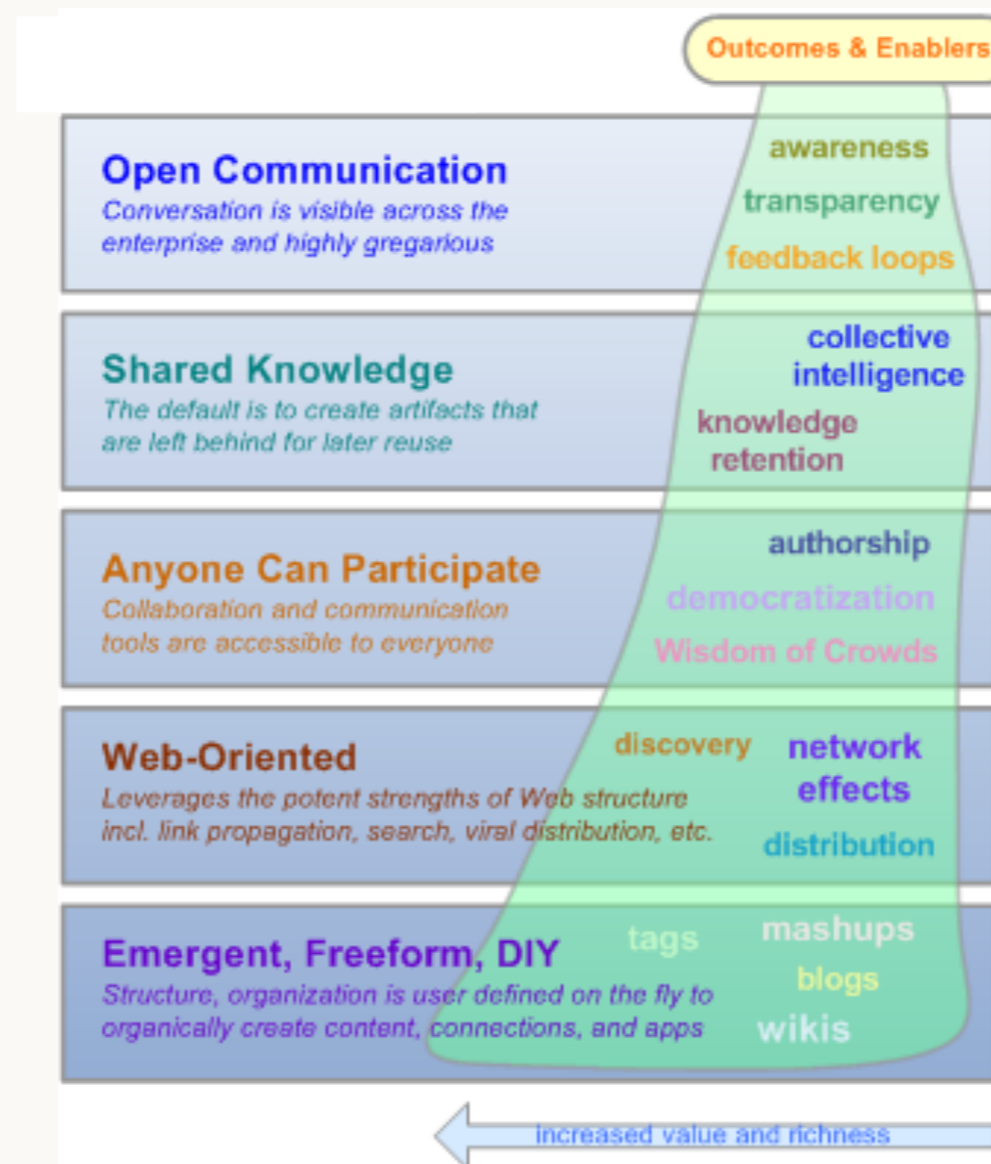 Outcomes & Enablers
Open Communication
Conversation is visible across the
enterprise and highly gregarious
awareness
transparency
feedback loops
Shared Knowledge
The default is to create artifacts that
are left behind for later reuse
collective
intelligence
knowledge
retention
Anyone Can Participate
Collaboration and communication
tools are accessible to everyone
authorship
democratization
Wisdom of Crowds
Web-Oriented
Leverages the potent strengths of Web structure
incl. link propagation, search, viral distribution, etc.
discovery
network
effects
distribution
Emergent, Freeform, DIY
Structure, organization is user defined on the fly to
organically create content, connections, and apps
tags
mashups
blogs
wikis
increased value and richness